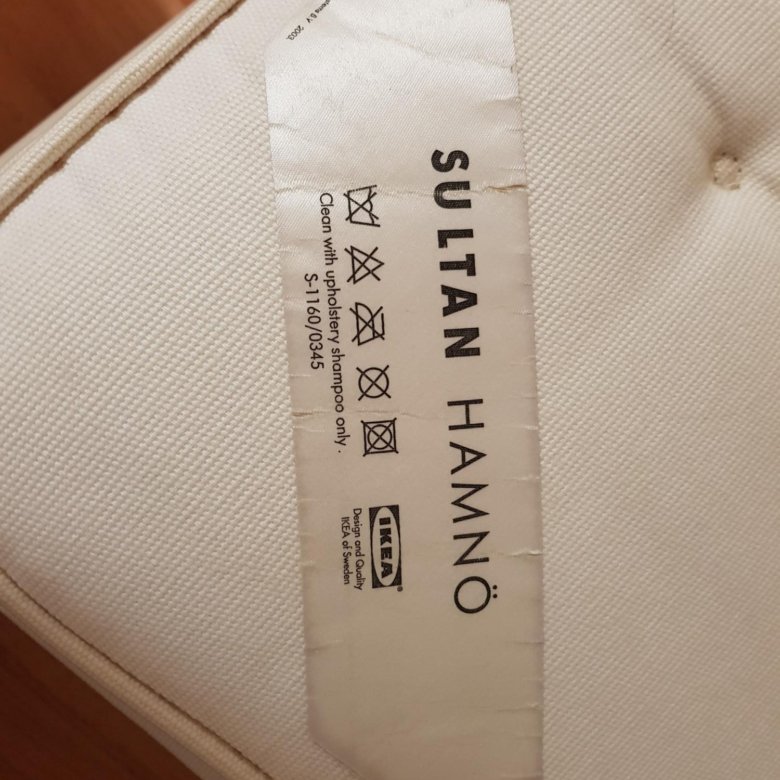 SULTAN HAMNÖ
Clean with upholstery shampoo only.
S-1160/0345
IKEA®
Design and Quality
IKEA of Sweden